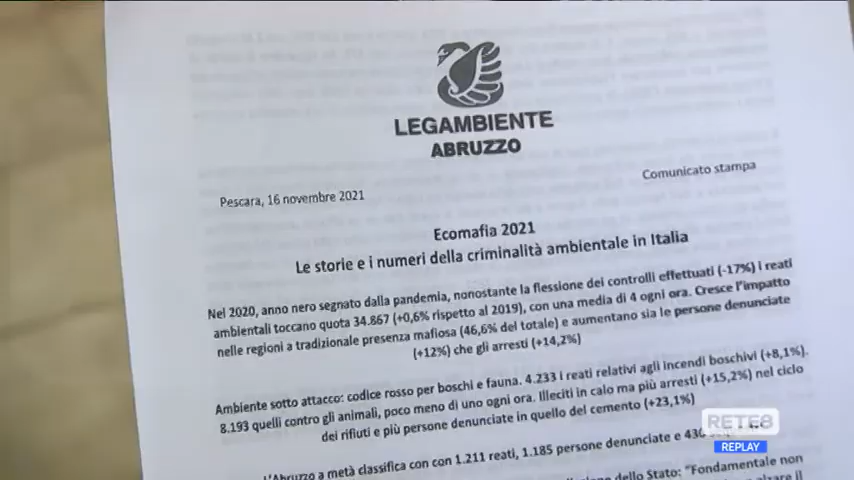 LEGAMBIENTE
ABRUZZO
Pescara, 16 novembre 2021
Comunicato stampa
Ecomafia 2021
Le storie e i numeri della criminalità ambientale in Italia
Nel 2020, anno nero segnato dalla pandemia, nonostante la flessione dei controlli effettuati (-17%) i reati
ambientali toccano quota 34.867 (+0,6% rispetto al 2019), con una media di 4 ogni ora. Cresce l'impatto
nelle regioni a tradizionale presenza mafiosa (46,6% del totale) e aumentano sia le persone denunciate
(+12%) che gli arresti (+14,2%)
Ambiente sotto attacco: codice rosso per boschi e fauna. 4.233 i reati relativi agli incendi boschivi (+8,1%).
8.193 quelli contro gli animali, poco meno di uno ogni ora. Illeciti in calo ma più arresti (+15,2%) nel ciclo
dei rifiuti e più persone denunciate in quello del cemento (+23,1%)
L'Abruzzo a metà classifica con con 1.211 reati, 1.185 persone denunciate e 430
dello Stato: "Fondamentale non
RETE8
REPLAY